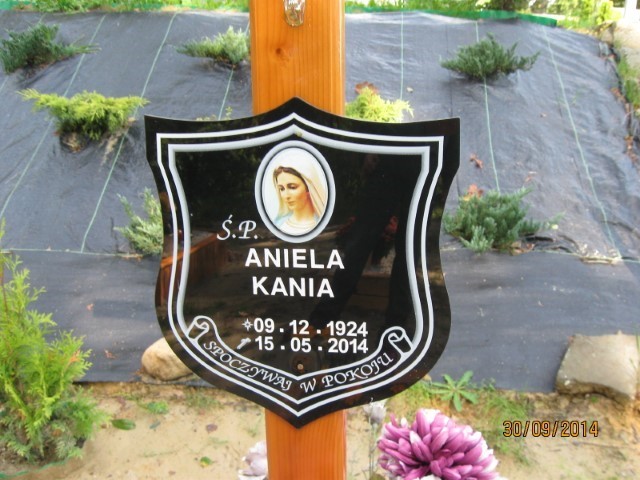 Ś.P.
ANIELA
KANIA
09.12.1924
15.05.2014
SPOCZYWAJ W POKOJU
30/09/2014